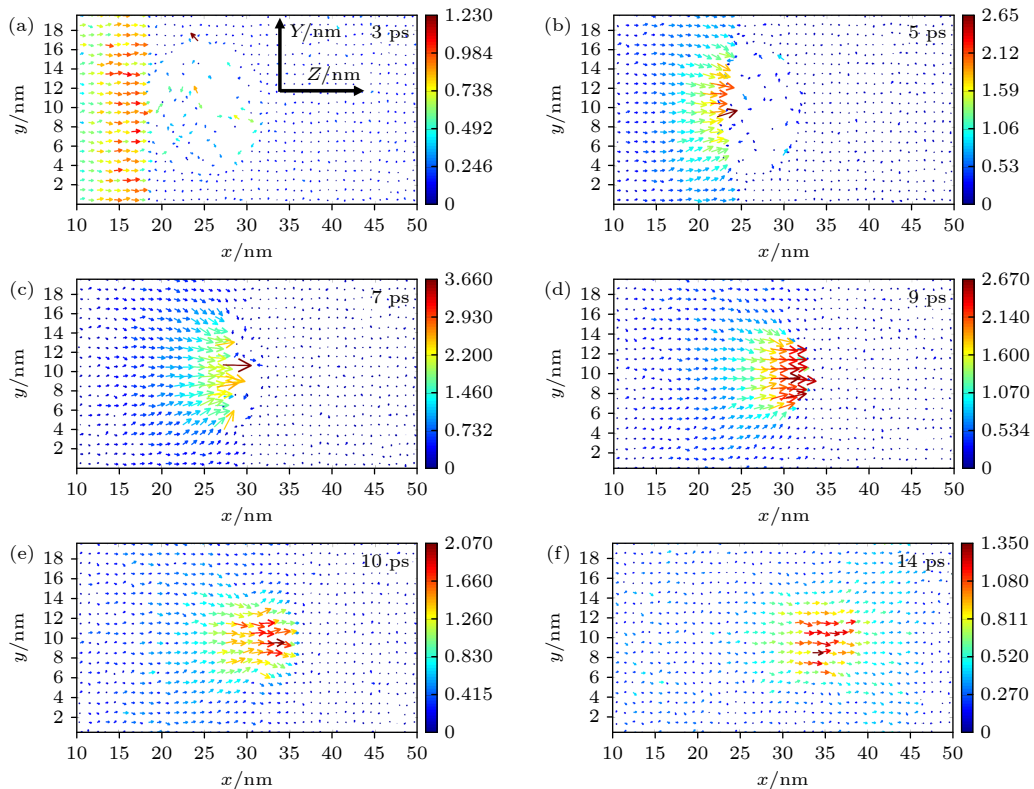 (a)
3 ps
Y/nm
Z/nm
y/nm
18
16
14
12
10
8
6
4
2
10 15 20 25 30 35 40 45 50
x/nm
1.230
0.984
0.738
0.492
0.246
0
(b)
5 ps
y/nm
18
16
14
12
10
8
6
4
2
10 15 20 25 30 35 40 45 50
x/nm
2.65
2.12
1.59
1.06
0.53
0
(c)
7 ps
y/nm
18
16
14
12
10
8
6
4
2
10 15 20 25 30 35 40 45 50
x/nm
3.660
2.930
2.200
1.460
0.732
0
(d)
9 ps
y/nm
18
16
14
12
10
8
6
4
2
10 15 20 25 30 35 40 45 50
x/nm
2.670
2.140
1.600
1.070
0.534
0
(e)
10 ps
y/nm
18
16
14
12
10
8
6
4
2
10 15 20 25 30 35 40 45 50
x/nm
2.070
1.660
1.240
0.830
0.415
0
(f)
14 ps
y/nm
18
16
14
12
10
8
6
4
2
10 15 20 25 30 35 40 45 50
x/nm
1.350
1.080
0.811
0.520
0.270
0